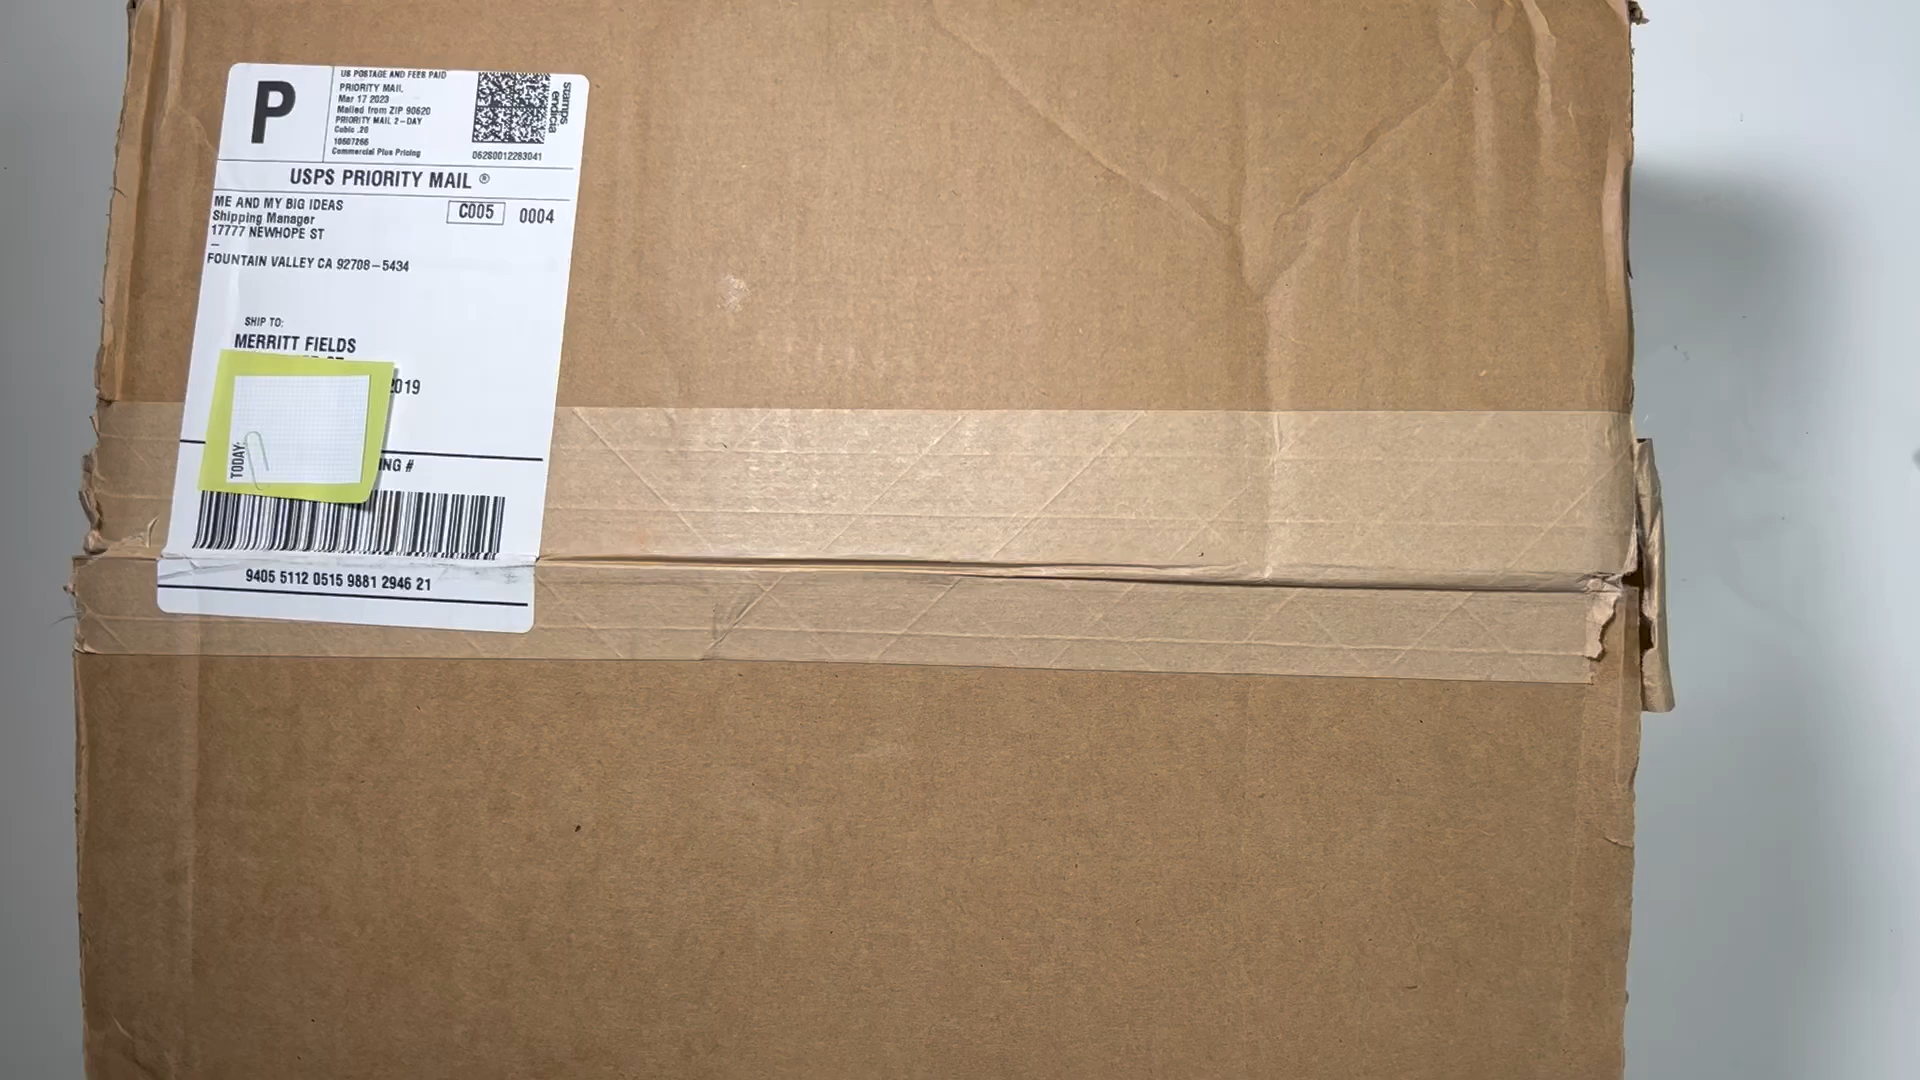 P
US POSTAGE AND FEES PAID
PRIORITY MAIL
Mar 17 2023
Mailed from ZIP 90620
PRIORITY MAIL 2-DAY
Cubic .20
10607266
Commercial Plus Pricing
stamps
endicia
062S0012283041
USPS PRIORITY MAIL ®
ME AND MY BIG IDEAS
Shipping Manager
17777 NEWHOPE ST
–
FOUNTAIN VALLEY CA 92708-5434
C005 0004
SHIP TO:
MERRITT FIELDS
2019
TODAY:
ING #
9405 5112 0515 9881 2946 21